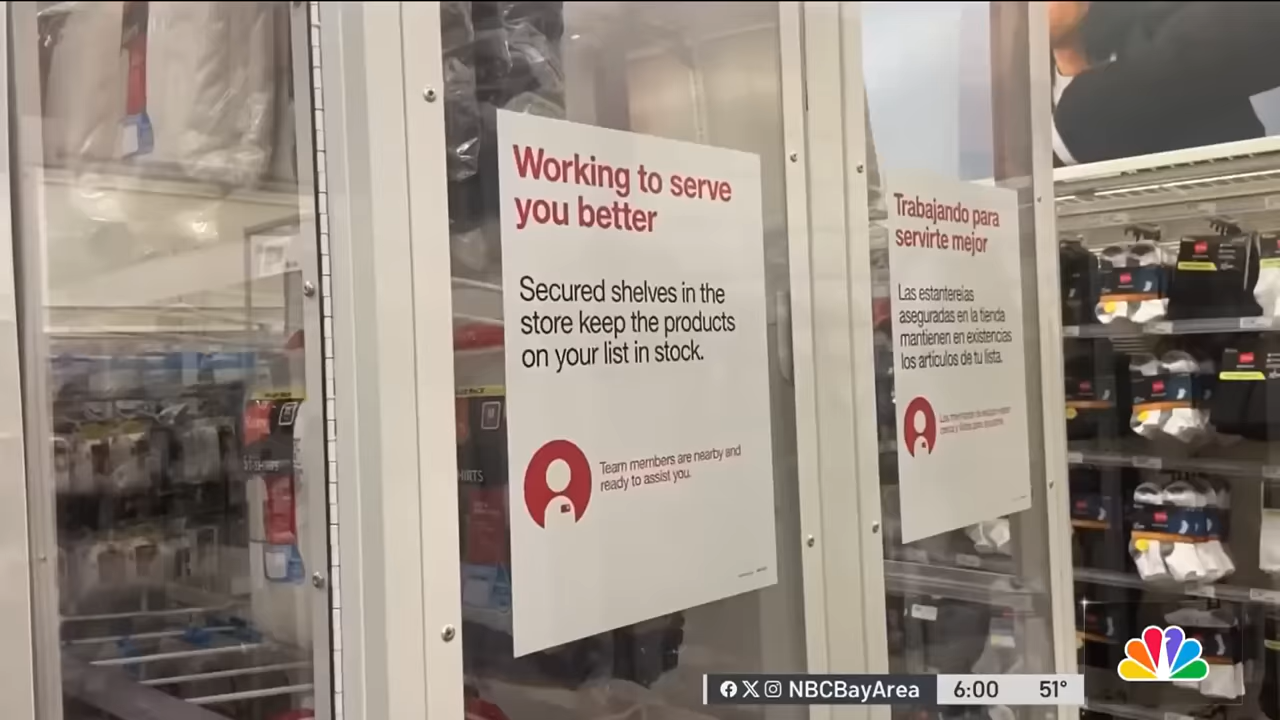 Working to serve
you better
Secured shelves in the
store keep the products
on your list in stock.
Team members are nearby and
ready to assist you.
Trabajando para
servirte mejor
Las estanterías
aseguradas en la tienda
mantienen en existencias
los artículos de tu lista.
NBCBayArea
6:00
51°